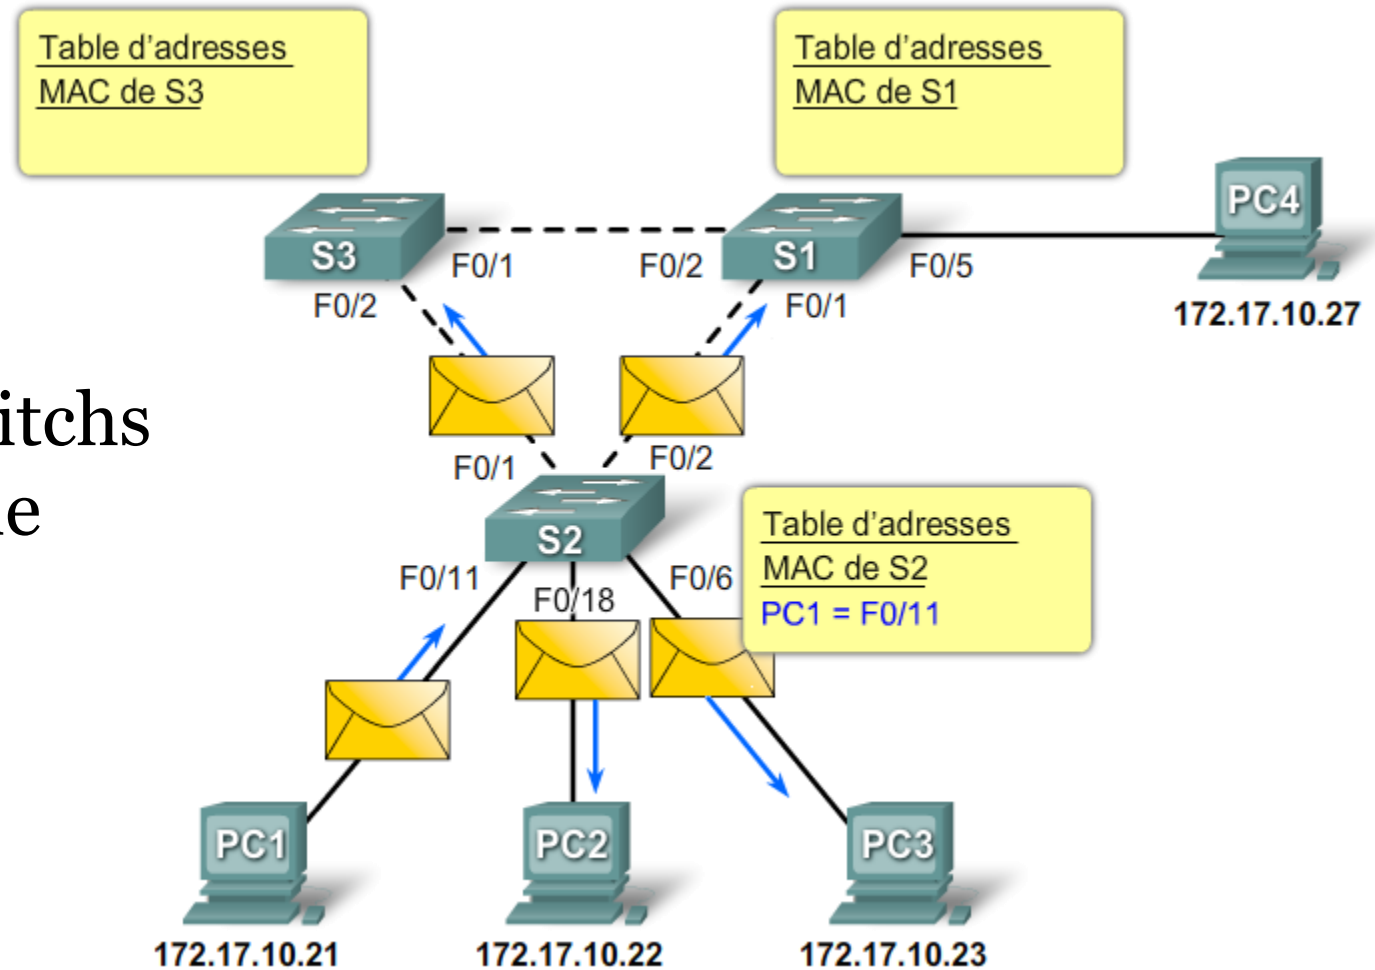 Table d’adresses
MAC de S3
Table d’adresses
MAC de S1
PC4
S3
S1
F0/1
F0/2
F0/5
F0/2
F0/1
172.17.10.27
itchs
F0/1
F0/2
S2
Table d’adresses
MAC de S2
PC1 = F0/11
F0/11
F0/18
F0/6
PC1
PC2
PC3
172.17.10.21
172.17.10.22
172.17.10.23